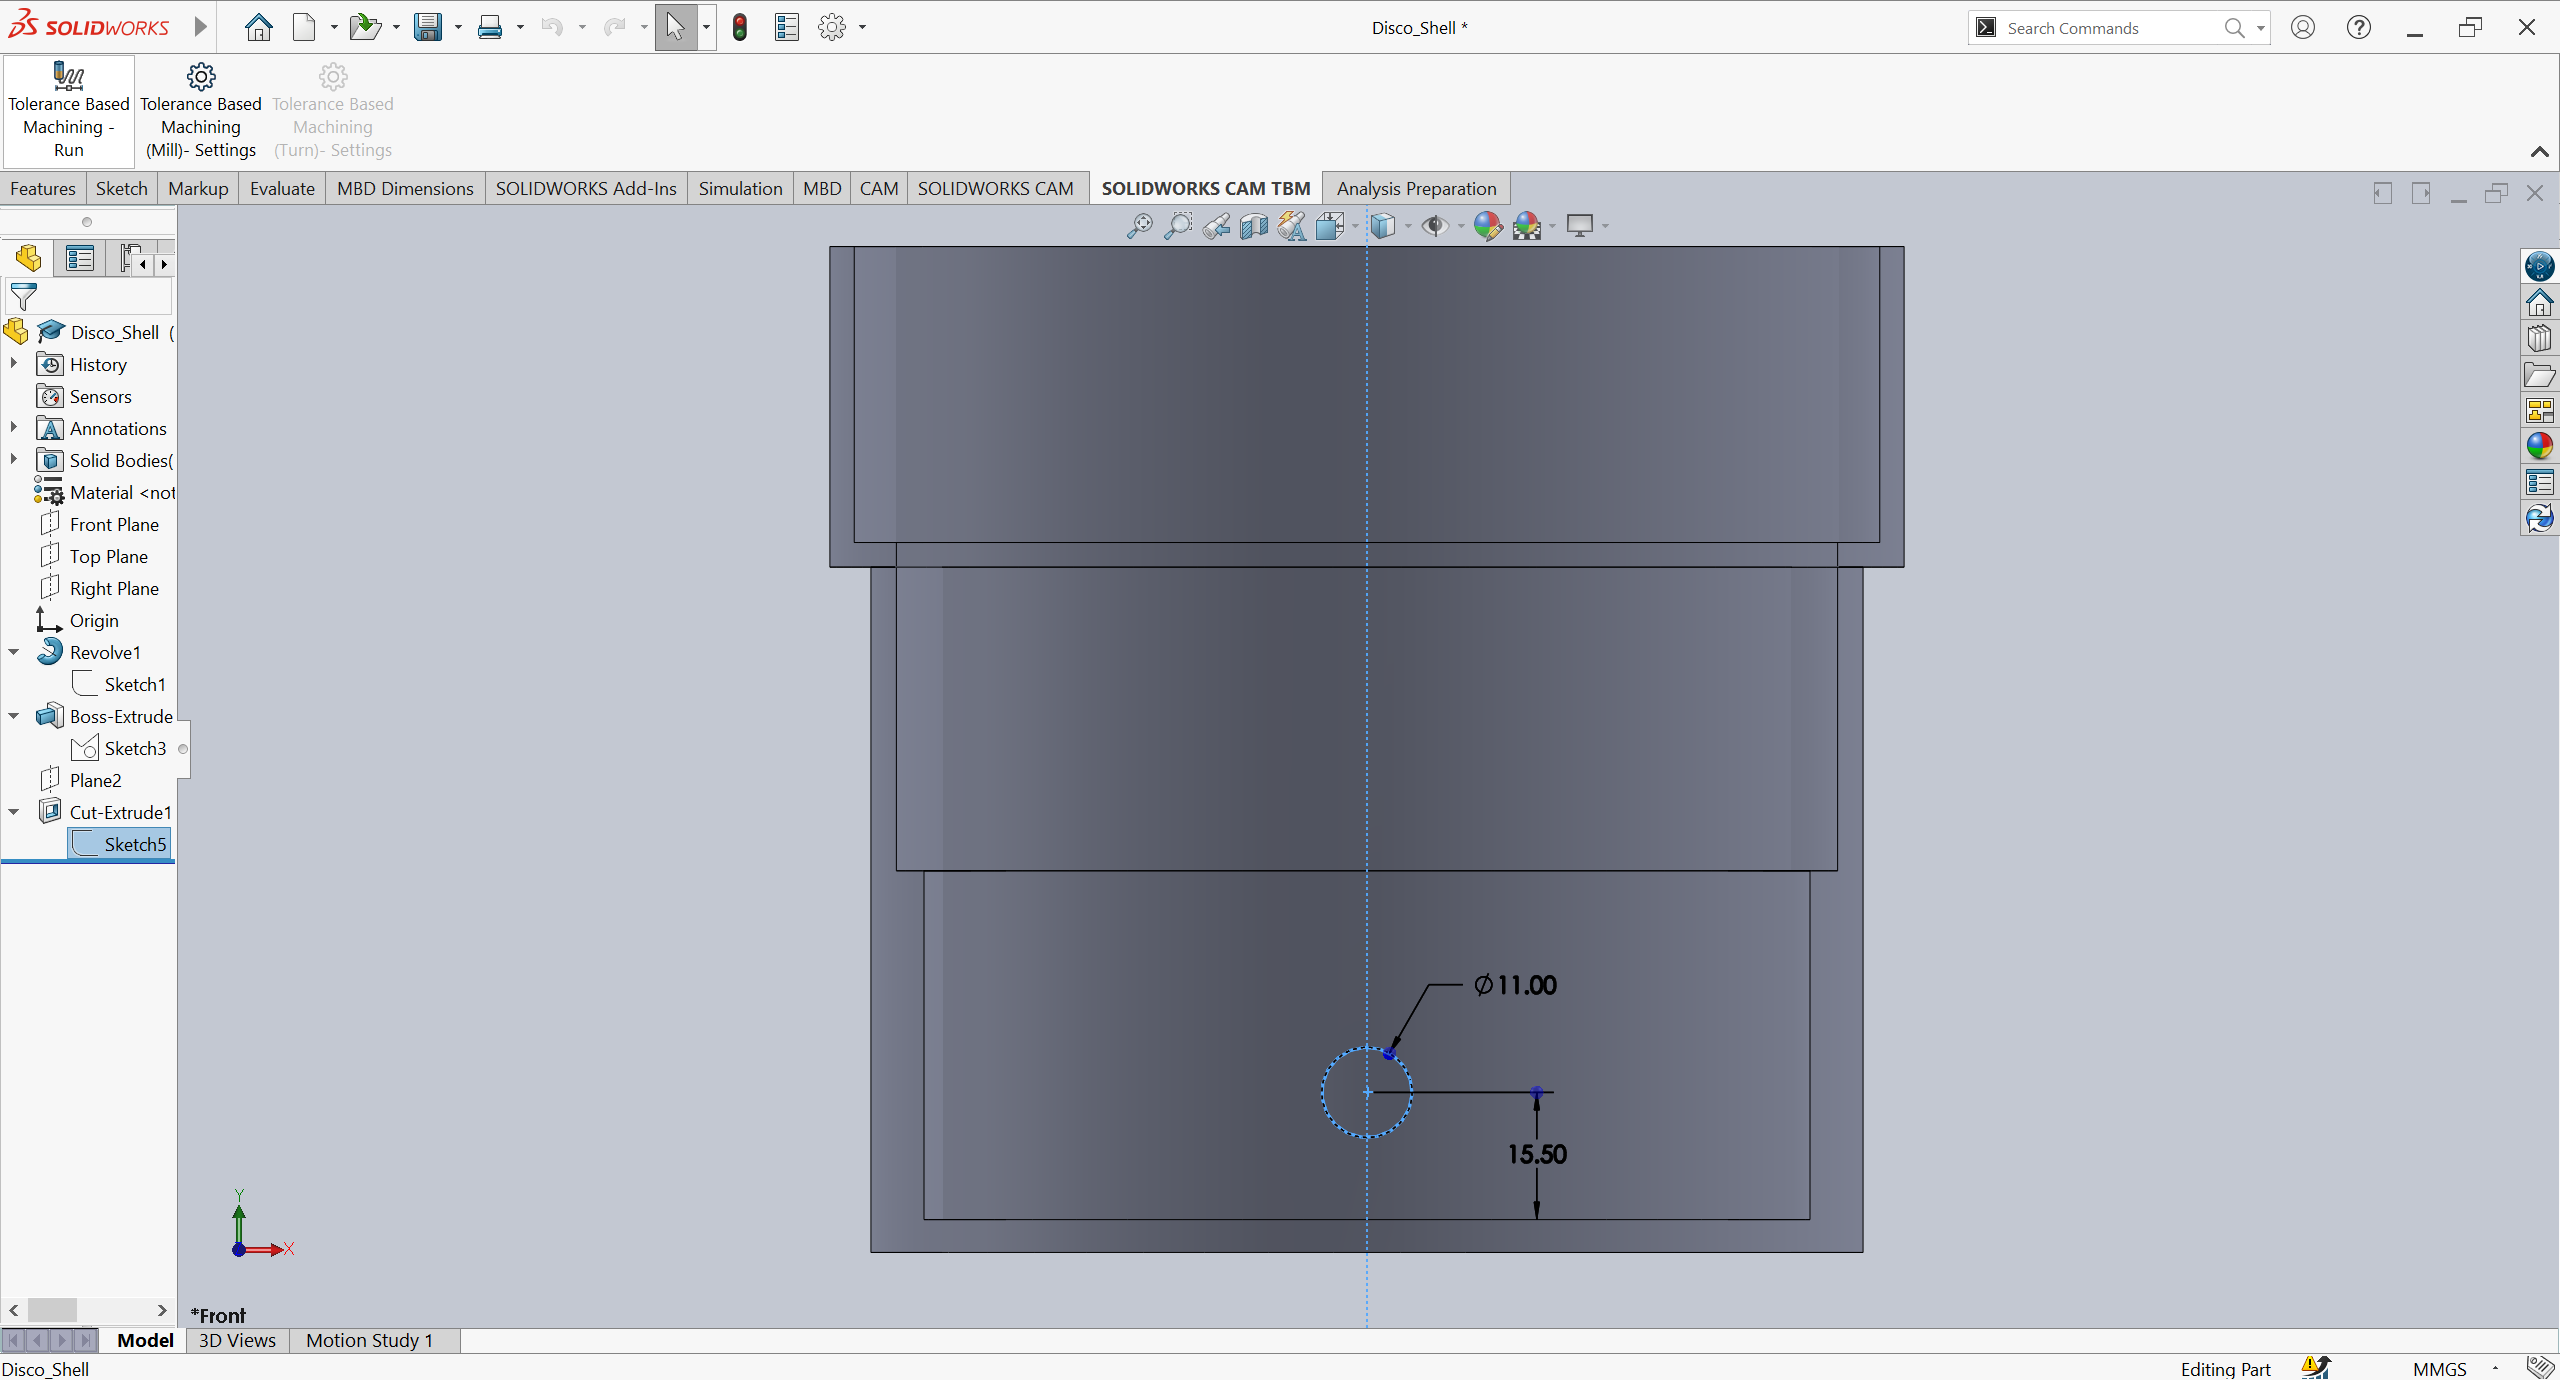 SOLIDWORKS
Disco_Shell *
Search Commands
Tolerance Based
Machining -
Run
Tolerance Based
Machining
(Mill)- Settings
Tolerance Based
Machining
(Turn)- Settings
Features
Sketch
Markup
Evaluate
MBD Dimensions
SOLIDWORKS Add-Ins
Simulation
MBD
CAM
SOLIDWORKS CAM
SOLIDWORKS CAM TBM
Analysis Preparation
Disco_Shell (
History
Sensors
Annotations
Solid Bodies(
Material <not
Front Plane
Top Plane
Right Plane
Origin
Revolve1
Sketch1
Boss-Extrude
Sketch3
Plane2
Cut-Extrude1
Sketch5
∅11.00
15.50
Y
X
*Front
Model
3D Views
Motion Study 1
Disco_Shell
Editing Part
MMGS